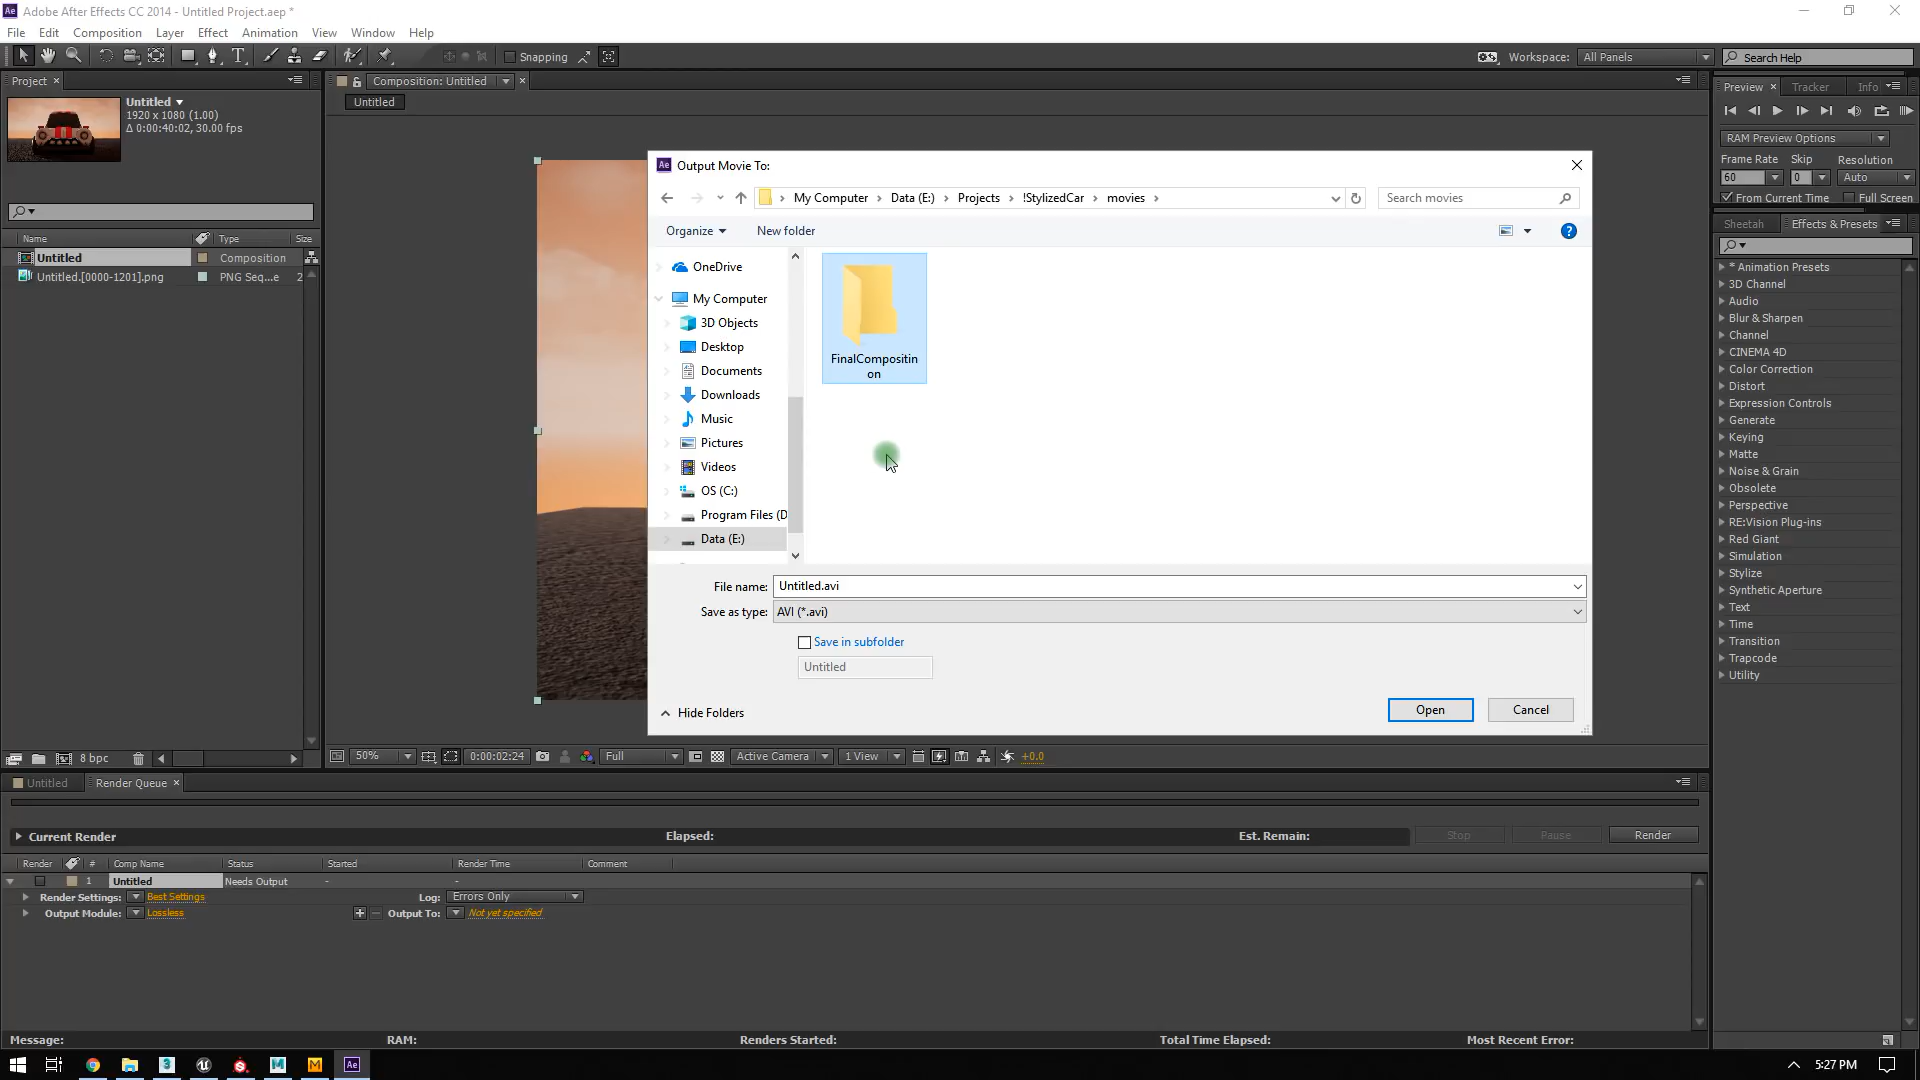 Ae Adobe After Effects CC 2014 - Untitled Project.aep *
File Edit Composition Layer Effect Animation View Window Help
Snapping
Workspace: All Panels
Search Help
Project ×
Composition: Untitled
Untitled
Untitled
1920 x 1080 (1.00)
Δ 0:00:40:02, 30.00 fps
Name Type Size
Untitled Composition
Untitled.[0000-1201].png PNG Seq...e 2
8 bpc
Ae Output Movie To:
My Computer > Data (E:) > Projects > !StylizedCar > movies >
Search movies
Organize New folder
OneDrive
My Computer
3D Objects
Desktop
Documents
Downloads
Music
Pictures
Videos
OS (C:)
Program Files (D
Data (E:)
FinalCompositin
on
File name: Untitled.avi
Save as type: AVI (*.avi)
Save in subfolder
Untitled
Hide Folders
Open Cancel
50% 0:00:02:24 Full Active Camera 1 View +0.0
Preview × Tracker Info
RAM Preview Options
Frame Rate Skip Resolution
60 0 Auto
From Current Time Full Screen
Sheetah Effects & Presets
* Animation Presets
3D Channel
Audio
Blur & Sharpen
Channel
CINEMA 4D
Color Correction
Distort
Expression Controls
Generate
Keying
Matte
Noise & Grain
Obsolete
Perspective
RE:Vision Plug-ins
Red Giant
Simulation
Stylize
Synthetic Aperture
Text
Time
Transition
Trapcode
Utility
Untitled Render Queue ×
Current Render Elapsed: Est. Remain: Stop Pause Render
Render # Comp Name Status Started Render Time Comment
1 Untitled Needs Output - -
Render Settings: Best Settings Log: Errors Only
Output Module: Lossless Output To: Not yet specified
Message: RAM: Renders Started: Total Time Elapsed: Most Recent Error:
5:27 PM